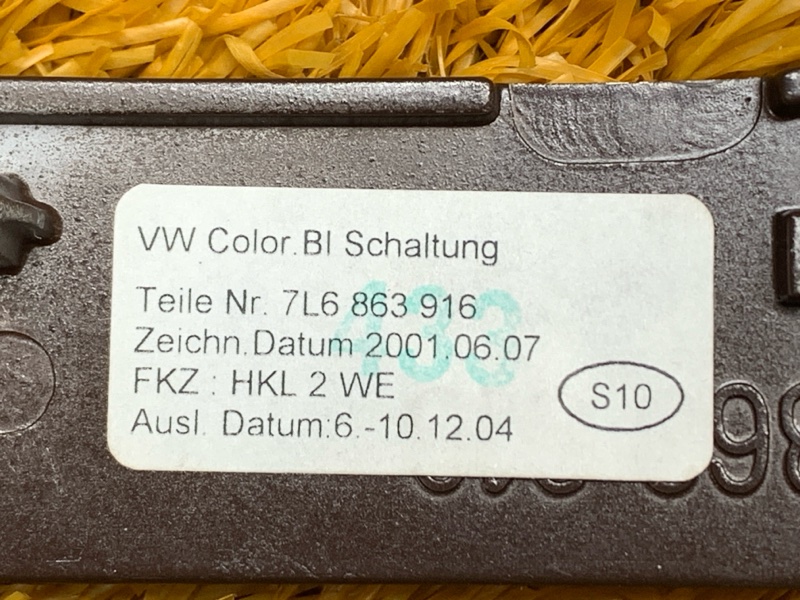 VW Color.Bl Schaltung
Teile Nr. 7L6 863 916
433
Zeichn.Datum 2001.06.07
FKZ : HKL 2 WE
S10
Ausl. Datum:6.-10.12.04